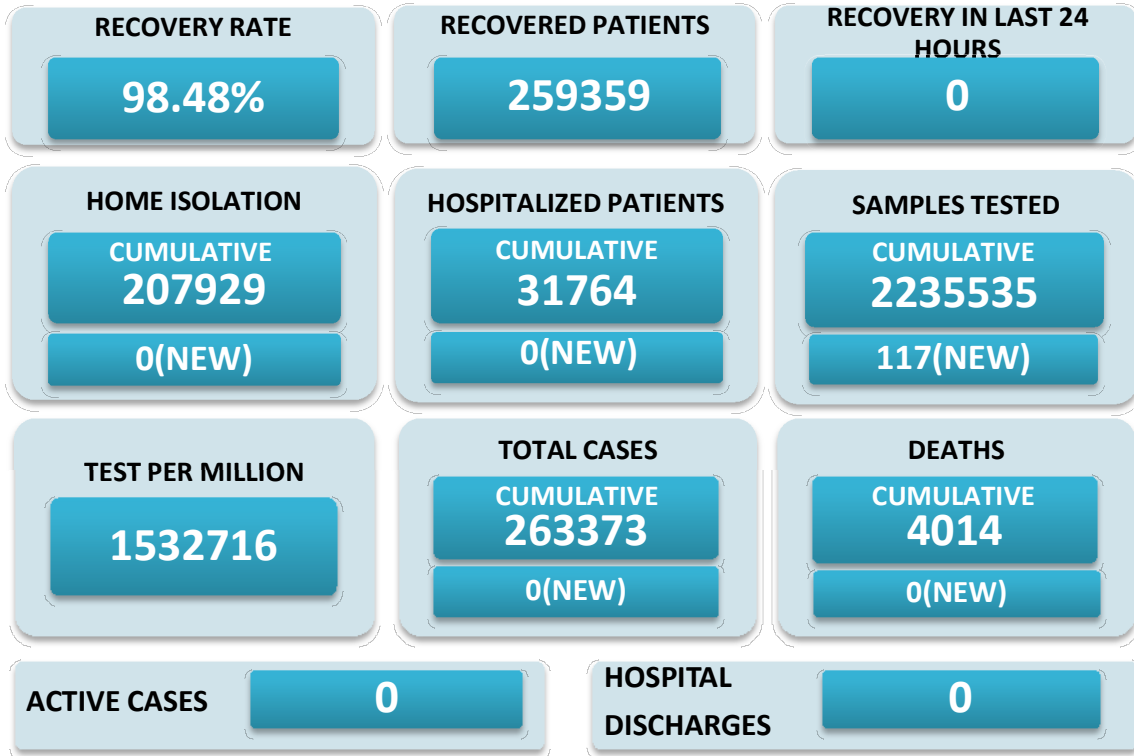 RECOVERY RATE
98.48%
RECOVERED PATIENTS
259359
RECOVERY IN LAST 24
HOURS
0
HOME ISOLATION
CUMULATIVE
207929
0(NEW)
HOSPITALIZED PATIENTS
CUMULATIVE
31764
0(NEW)
SAMPLES TESTED
CUMULATIVE
2235535
117(NEW)
TEST PER MILLION
1532716
TOTAL CASES
CUMULATIVE
263373
0(NEW)
DEATHS
CUMULATIVE
4014
0(NEW)
ACTIVE CASES
0
HOSPITAL
DISCHARGES
0